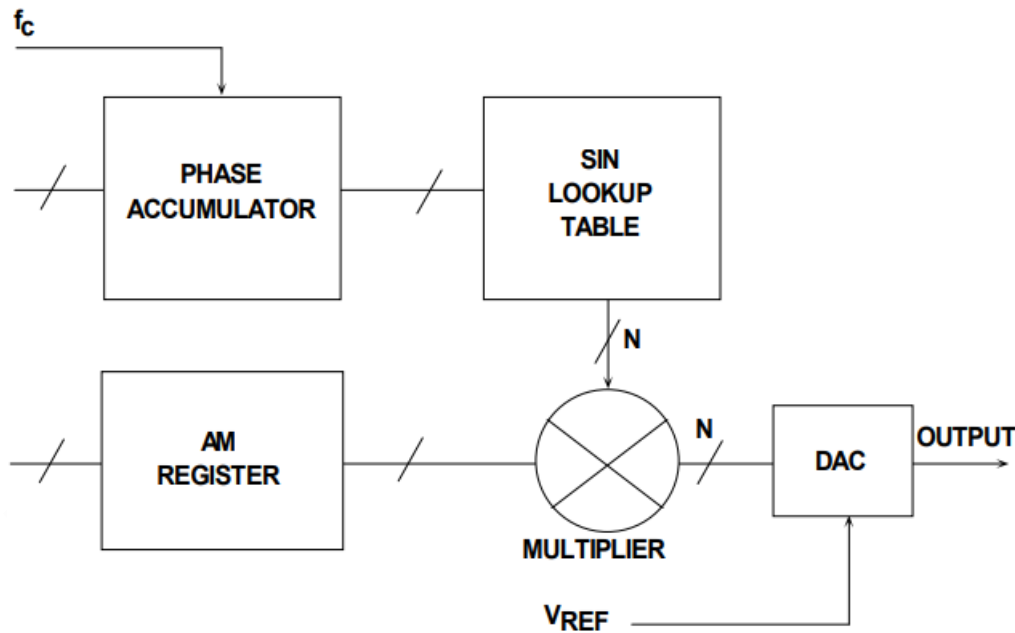 fC
PHASE
ACCUMULATOR
SIN
LOOKUP
TABLE
N
AM
REGISTER
MULTIPLIER
N
DAC
OUTPUT
VREF